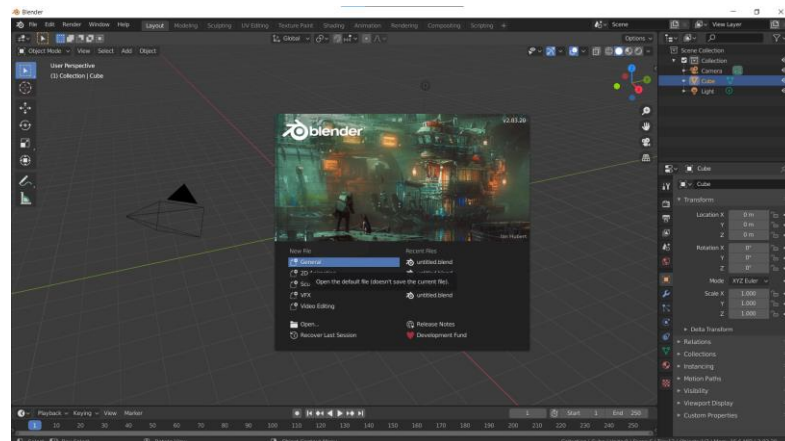 Blender
File Edit Render Window Help Layout Modeling Sculpting UV Editing Texture Paint Shading Animation Rendering Compositing Scripting + Scene View Layer
Global Options
Object Mode View Select Add Object
User Perspective
(1) Collection | Cube
Scene Collection
Collection
Camera
Cube
Light
blender
v2.83.20
Ian Hubert
New File
General
2D Animation
Open the default file (doesn't save the current file).
VFX
Video Editing
Open...
Recover Last Session
Recent Files
untitled.blend
untitled.blend
untitled.blend
Release Notes
Development Fund
Cube
Cube
Transform
Location X 0 m
Y 0 m
Z 0 m
Rotation X 0°
Y 0°
Z 0°
Mode XYZ Euler
Scale X 1.000
Y 1.000
Z 1.000
Delta Transform
Relations
Collections
Instancing
Motion Paths
Visibility
Viewport Display
Custom Properties
Playback Keying View Marker
1 Start 1 End 250
1 10 20 30 40 50 60 70 80 90 100 110 120 130 140 150 160 170 180 190 200 210 220 230 240 250